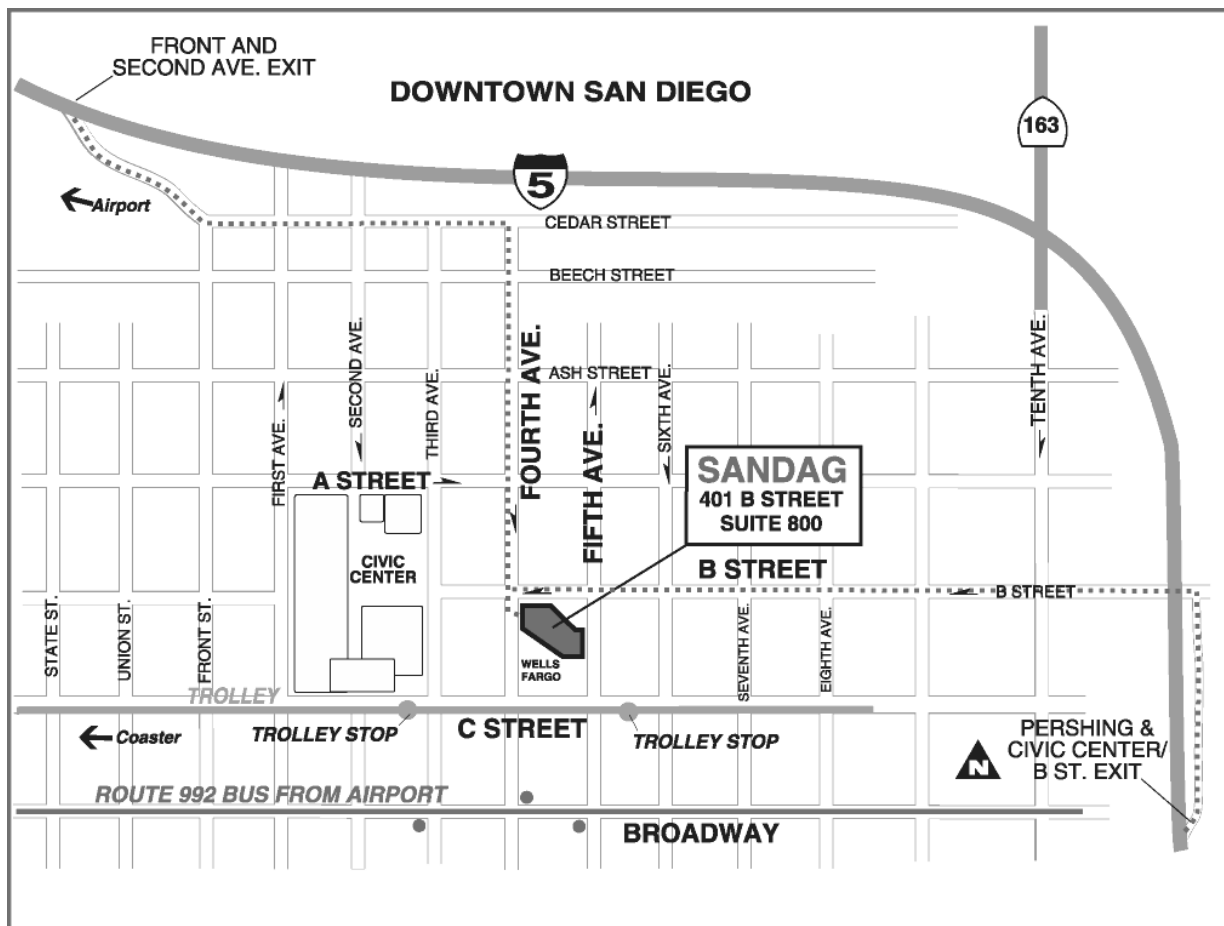 FRONT AND
SECOND AVE. EXIT
DOWNTOWN SAN DIEGO
163
5
Airport
CEDAR STREET
BEECH STREET
ASH STREET
FIRST AVE.
SECOND AVE.
THIRD AVE.
FOURTH AVE.
FIFTH AVE.
SIXTH AVE.
TENTH AVE.
A STREET
SANDAG
401 B STREET
SUITE 800
CIVIC
CENTER
B STREET
B STREET
STATE ST.
UNION ST.
FRONT ST.
WELLS
FARGO
SEVENTH AVE.
EIGHTH AVE.
TROLLEY
TROLLEY STOP
C STREET
TROLLEY STOP
Coaster
N
PERSHING &
CIVIC CENTER/
B ST. EXIT
ROUTE 992 BUS FROM AIRPORT
BROADWAY